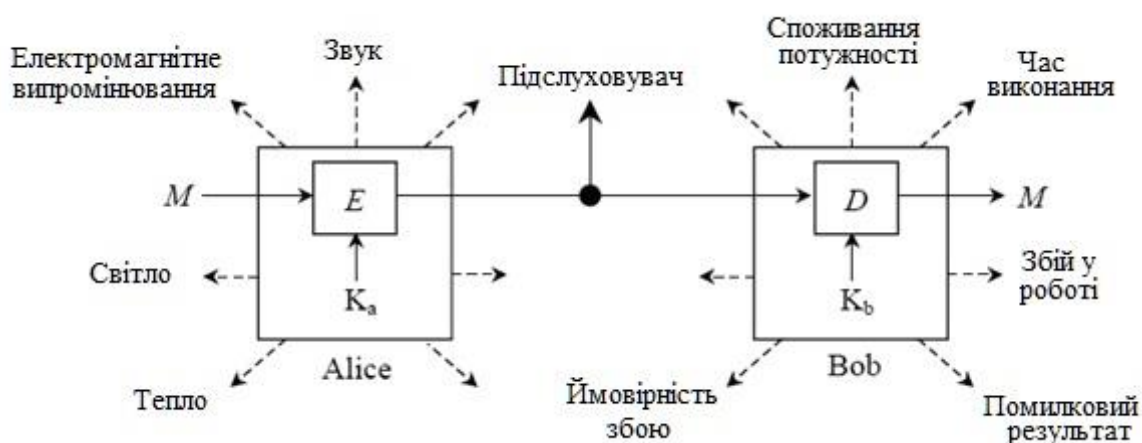 Електромагнітне
випромінювання
Звук
Підслуховувач
Споживання
потужності
Час
виконання
M
E
D
M
Світло
Ka
Kb
Збій у
роботі
Тепло
Alice
Ймовірність
збою
Bob
Помилковий
результат